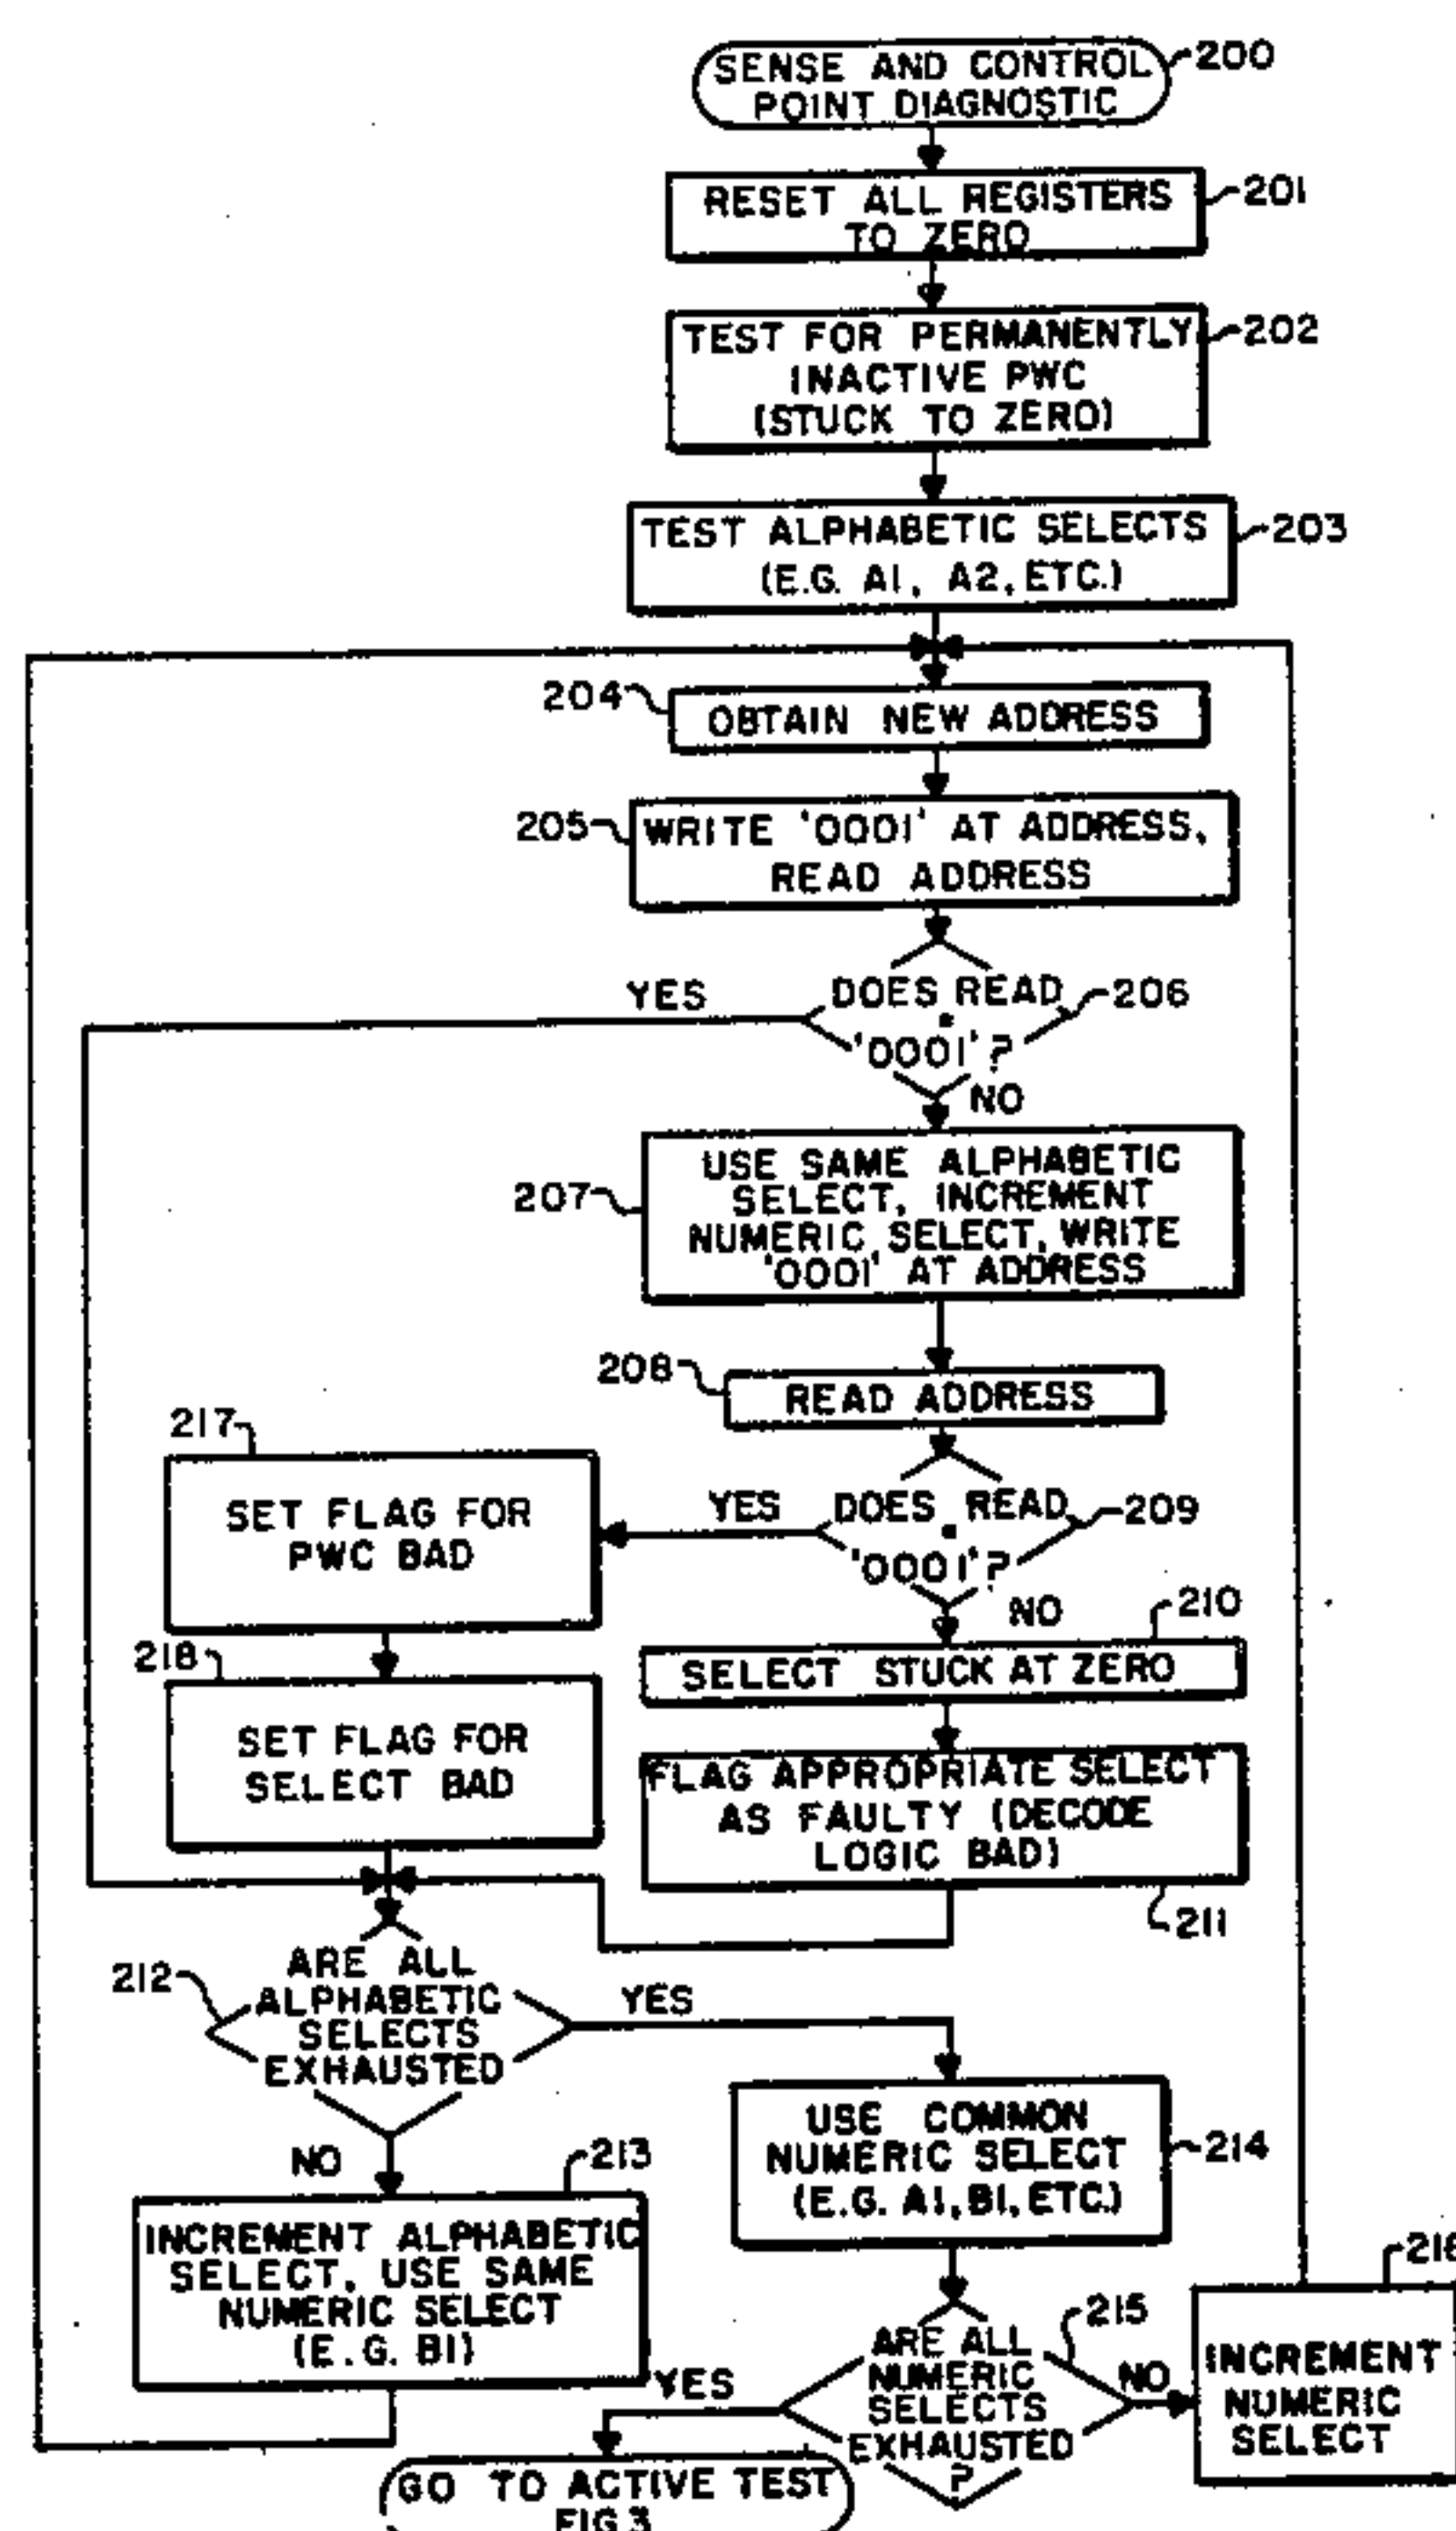 SENSE AND CONTROL
POINT DIAGNOSTIC
200
RESET ALL REGISTERS
TO ZERO
201
TEST FOR PERMANENTLY
INACTIVE PWC
(STUCK TO ZERO)
202
TEST ALPHABETIC SELECTS
(E.G. A1, A2, ETC.)
203
204
OBTAIN NEW ADDRESS
205
WRITE '0001' AT ADDRESS,
READ ADDRESS
YES
DOES READ
=
'0001'?
206
NO
207
USE SAME ALPHABETIC
SELECT, INCREMENT
NUMERIC SELECT, WRITE
'0001' AT ADDRESS
208
READ ADDRESS
217
SET FLAG FOR
PWC BAD
YES
DOES READ
=
'0001'?
209
NO
210
SELECT STUCK AT ZERO
218
SET FLAG FOR
SELECT BAD
FLAG APPROPRIATE SELECT
AS FAULTY (DECODE
LOGIC BAD)
211
212
ARE ALL
ALPHABETIC
SELECTS
EXHAUSTED
YES
NO
USE COMMON
NUMERIC SELECT
(E.G. A1, B1, ETC.)
214
213
INCREMENT ALPHABETIC
SELECT, USE SAME
NUMERIC SELECT
(E.G. B1)
215
ARE ALL
NUMERIC
SELECTS
EXHAUSTED
?
YES
NO
216
INCREMENT
NUMERIC
SELECT
GO TO ACTIVE TEST
FIG 3